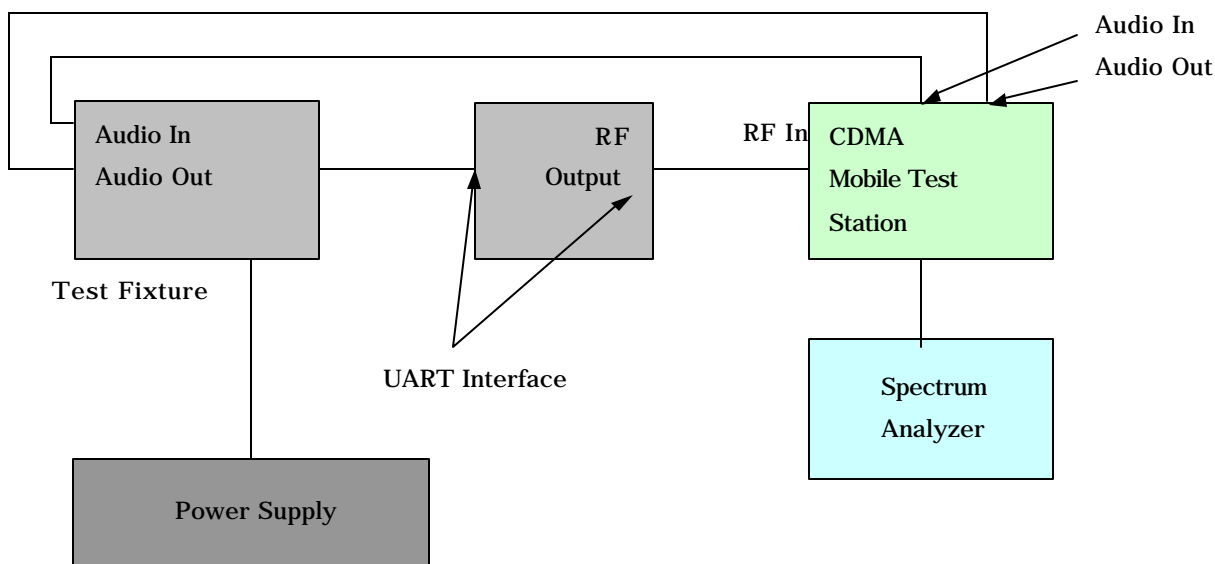 Audio In
Audio Out
Audio In
Audio Out
RF
Output
RF In
CDMA
Mobile Test
Station
Test Fixture
UART Interface
Spectrum
Analyzer
Power Supply